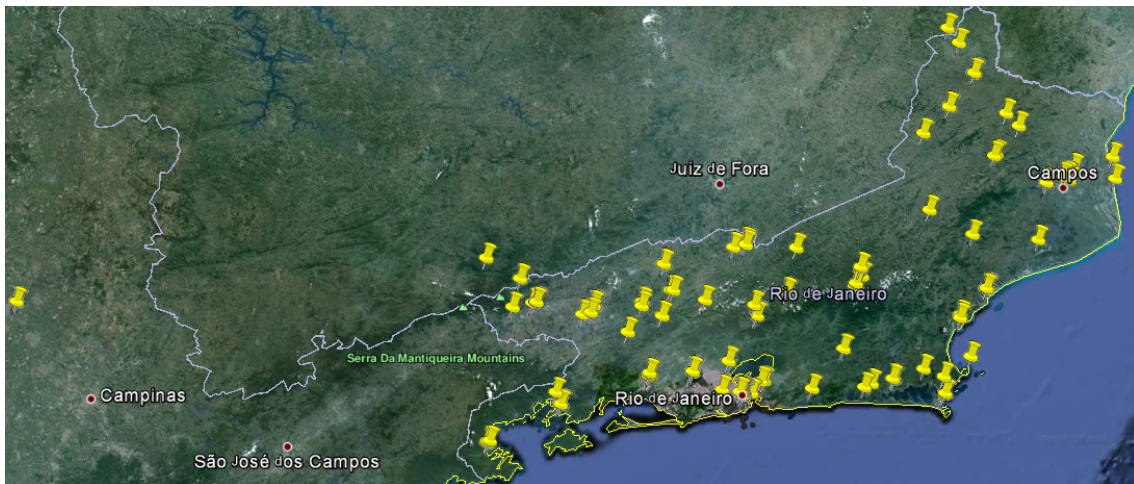 Juiz de Fora
Campos
Rio de Janeiro
Serra Da Mantiqueira Mountains
Campinas
Rio de Janeiro
São José dos Campos